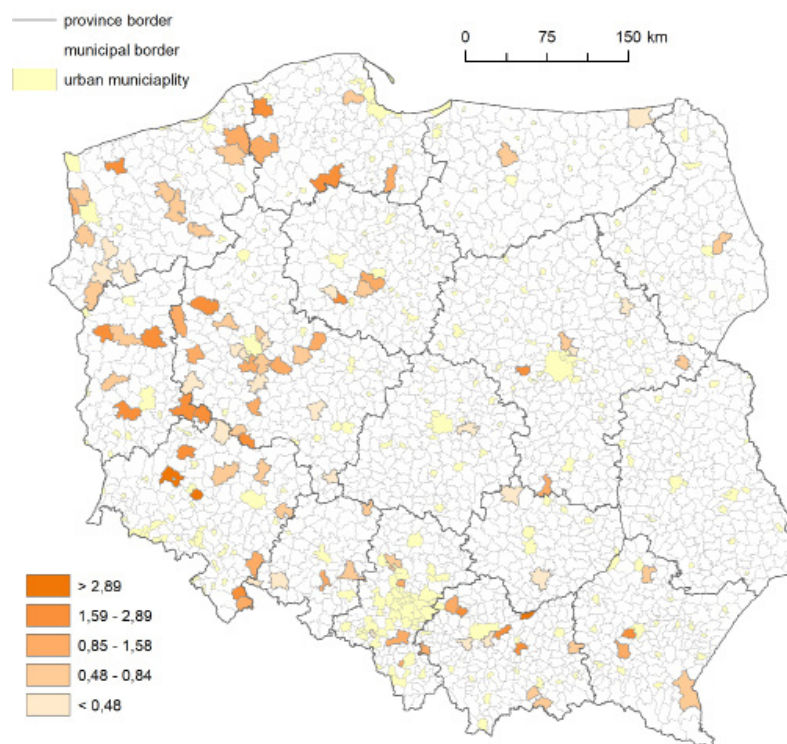 province border
municipal border
urban municiaplity
0 75 150 km
> 2,89
1,59 - 2,89
0,85 - 1,58
0,48 - 0,84
< 0,48